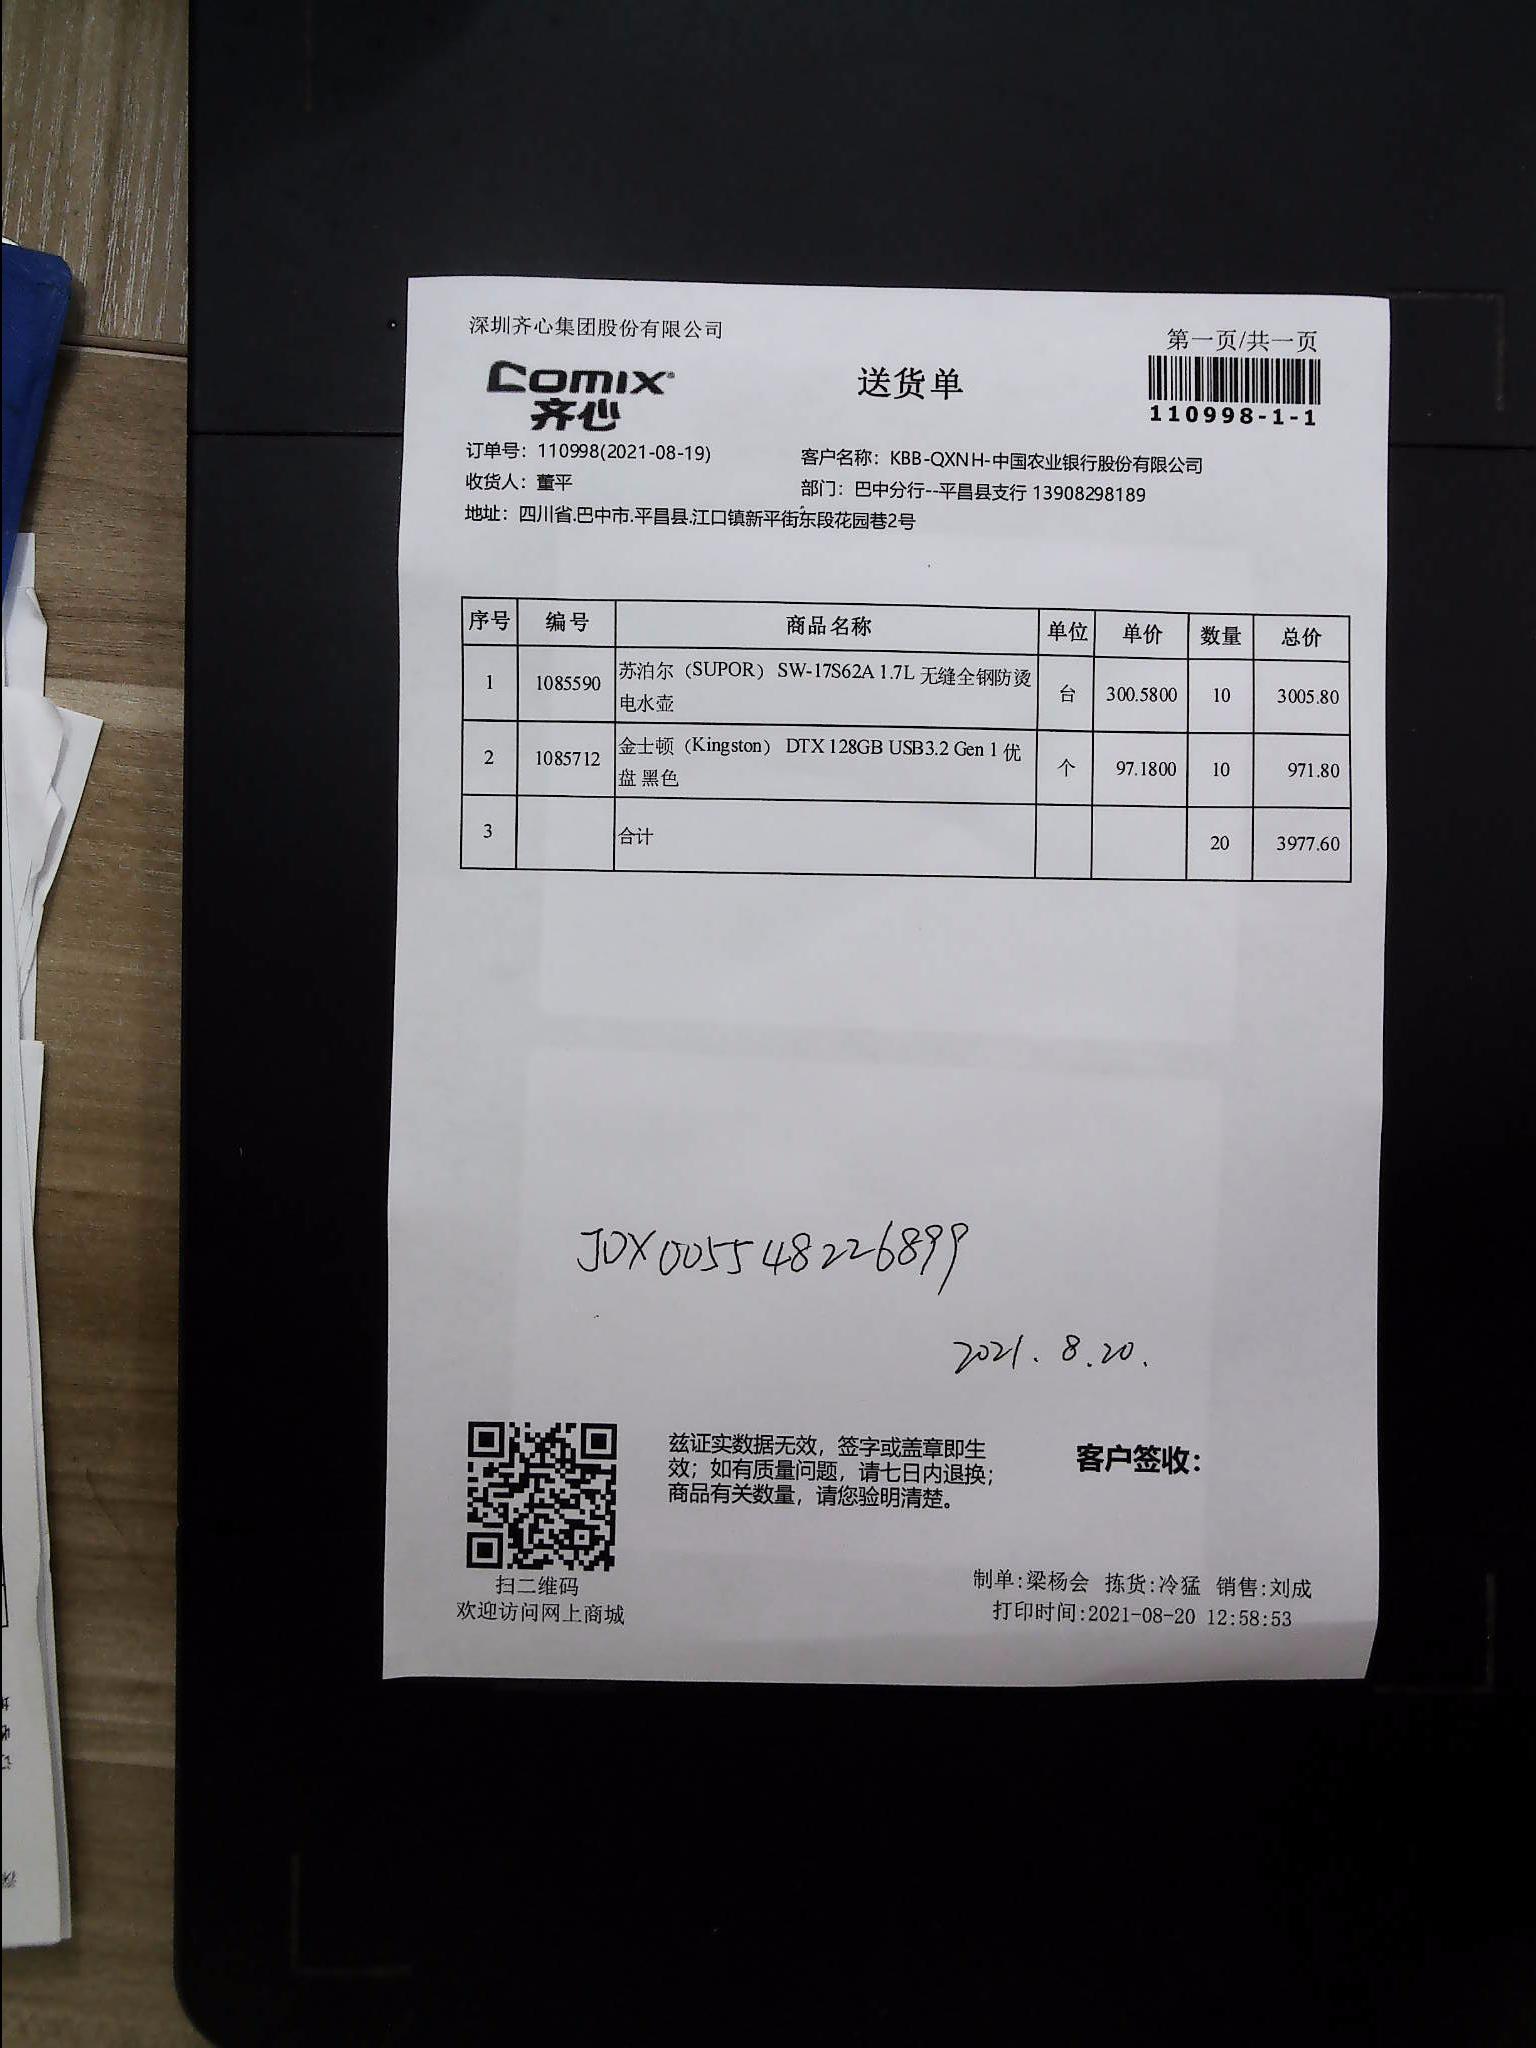 深圳齐心集团股份有限公司
第一页/共一页
comix
齐心
送货单
110998-1-1
订单号：110998(2021-08-19)
客户名称：KBB-QXNH-中国农业银行股份有限公司
收货人：董平
部门：巴中分行--平昌县支行 13908298189
地址：四川省.巴中市.平昌县.江口镇新平街东段花园巷2号
序号 编号 商品名称 单位 单价 数量 总价
1 1085590 苏泊尔（SUPOR） SW-17S62A 1.7L 无缝全钢防烫电水壶 台 300.5800 10 3005.80
2 1085712 金士顿（Kingston） DTX 128GB USB3.2 Gen 1 优盘 黑色 个 97.1800 10 971.80
3 合计 20 3977.60
JDX005548226899
2021.8.20.
兹证实数据无效，签字或盖章即生
效；如有质量问题，请七日内退换；
商品有关数量，请您验明清楚。
客户签收：
扫二维码
欢迎访问网上商城
制单:梁杨会 拣货:冷猛 销售:刘成
打印时间:2021-08-20 12:58:53